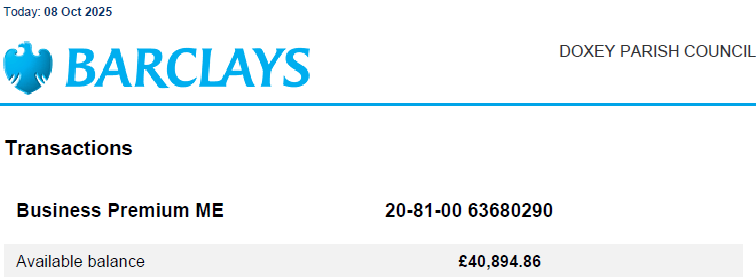 Today: 08 Oct 2025
BARCLAYS
DOXEY PARISH COUNCIL
Transactions
Business Premium ME 20-81-00 63680290
Available balance £40,894.86